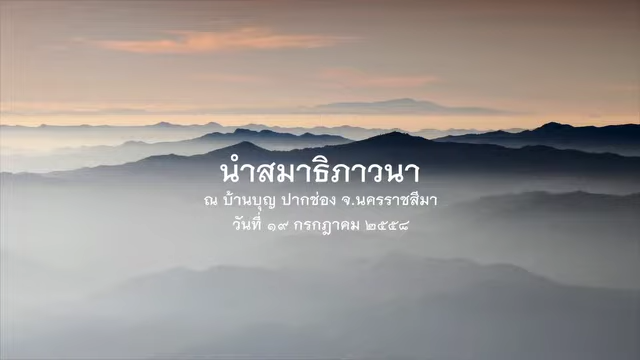 นำสมาธิภาวนา
ณ บ้านบุญ ปากช่อง จ.นครราชสีมา
วันที่ ๑๙ กรกฎาคม ๒๕๕๘